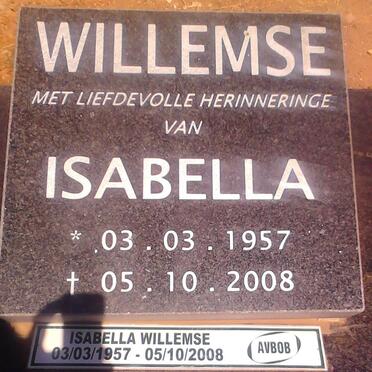 WILLEMSE
MET LIEFDEVOLLE HERINNERINGE
VAN
ISABELLA
* 03 . 03 . 1957
† 05 . 10 . 2008
ISABELLA WILLEMSE
03/03/1957 - 05/10/2008
AVBOB